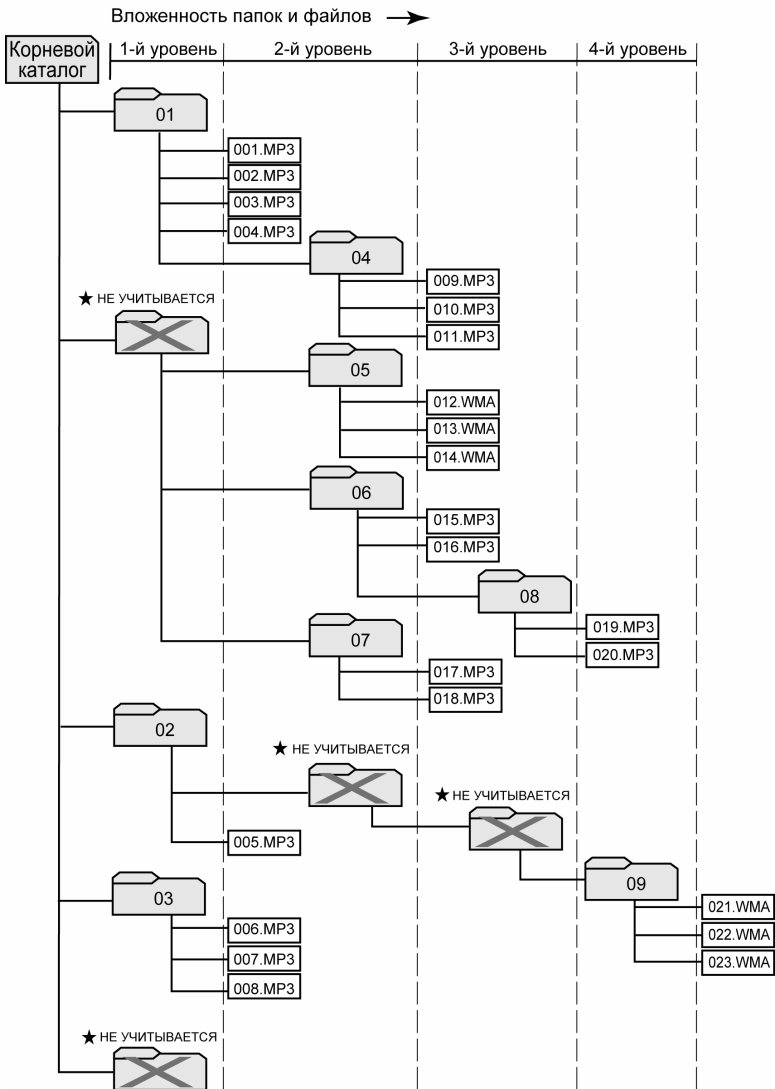 Вложенность папок и файлов
Корневой
каталог
1-й уровень
2-й уровень
3-й уровень
4-й уровень
01
001.MP3
002.MP3
003.MP3
004.MP3
04
009.MP3
010.MP3
011.MP3
★ НЕ УЧИТЫВАЕТСЯ
05
012.WMA
013.WMA
014.WMA
06
015.MP3
016.MP3
08
019.MP3
020.MP3
07
017.MP3
018.MP3
02
★ НЕ УЧИТЫВАЕТСЯ
★ НЕ УЧИТЫВАЕТСЯ
005.MP3
09
021.WMA
022.WMA
023.WMA
03
006.MP3
007.MP3
008.MP3
★ НЕ УЧИТЫВАЕТСЯ